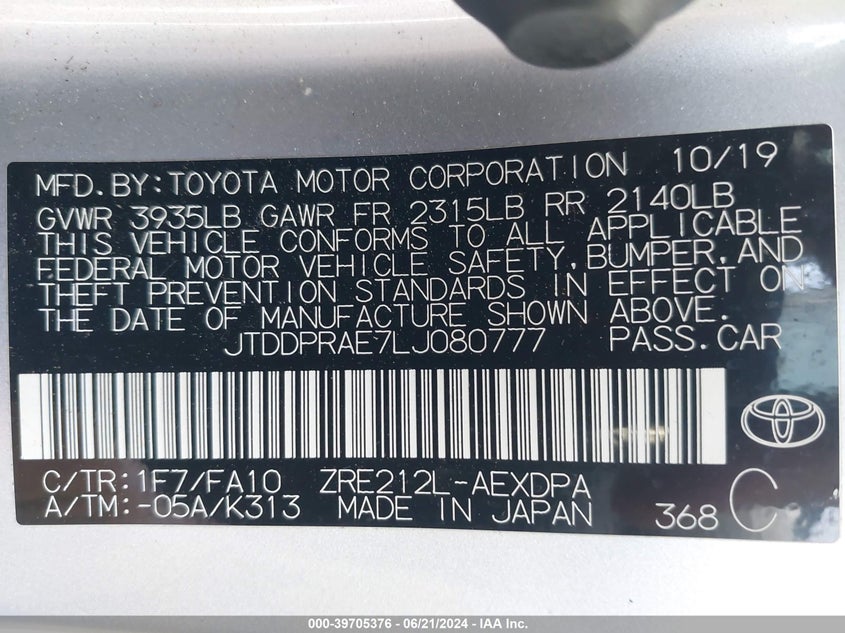 MFD. BY: TOYOTA MOTOR CORPORATION 10/19
GVWR 3935LB GAWR FR 2315LB RR 2140LB
THIS VEHICLE CONFORMS TO ALL APPLICABLE
FEDERAL MOTOR VEHICLE SAFETY, BUMPER, AND
THEFT PREVENTION STANDARDS IN EFFECT ON
THE DATE OF MANUFACTURE SHOWN ABOVE.
JTDDPRAE7LJ080777 PASS. CAR
C/TR: 1F7/FA10 ZRE212L-AEXDPA
A/TM: -05A/K313 MADE IN JAPAN 368 C
000-39705376 - 06/21/2024 - IAA Inc.